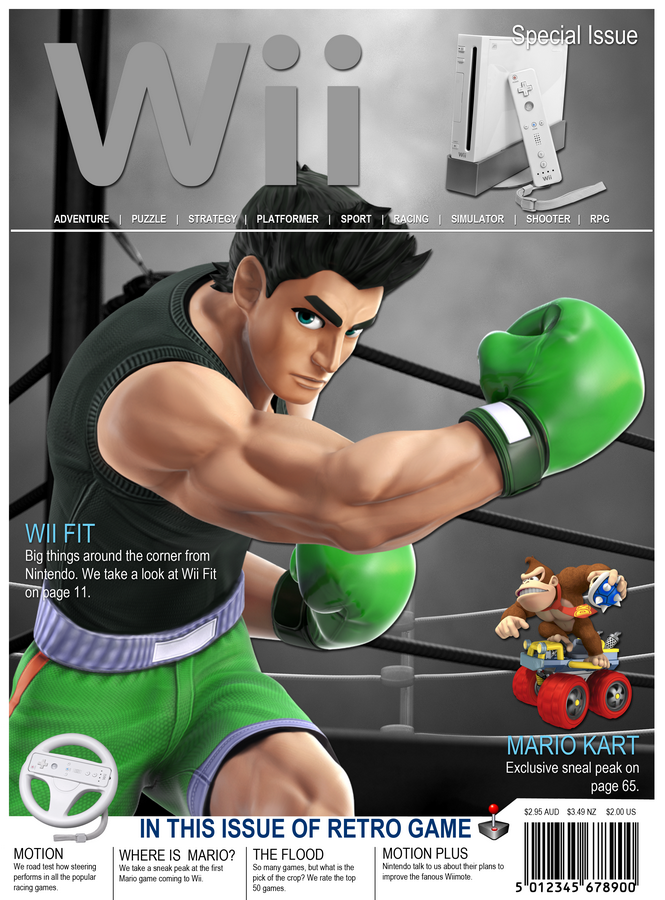 Special Issue
Wii
Wii
Wii
ADVENTURE | PUZZLE | STRATEGY | PLATFORMER | SPORT | RACING | SIMULATOR | SHOOTER | RPG
WII FIT
Big things around the corner from
Nintendo. We take a look at Wii Fit
on page 11.
MARIO KART
Exclusive sneal peak on
page 65.
IN THIS ISSUE OF RETRO GAME
$2.95 AUD $3.49 NZ $2.00 US
MOTION
We road test how steering
performs in all the popular
racing games.
WHERE IS MARIO?
We take a sneak peak at the first
Mario game coming to Wii.
THE FLOOD
So many games, but what is the
pick of the crop? We rate the top
50 games.
MOTION PLUS
Nintendo talk to us about their plans to
improve the famous Wiimote.
5 012345 678900